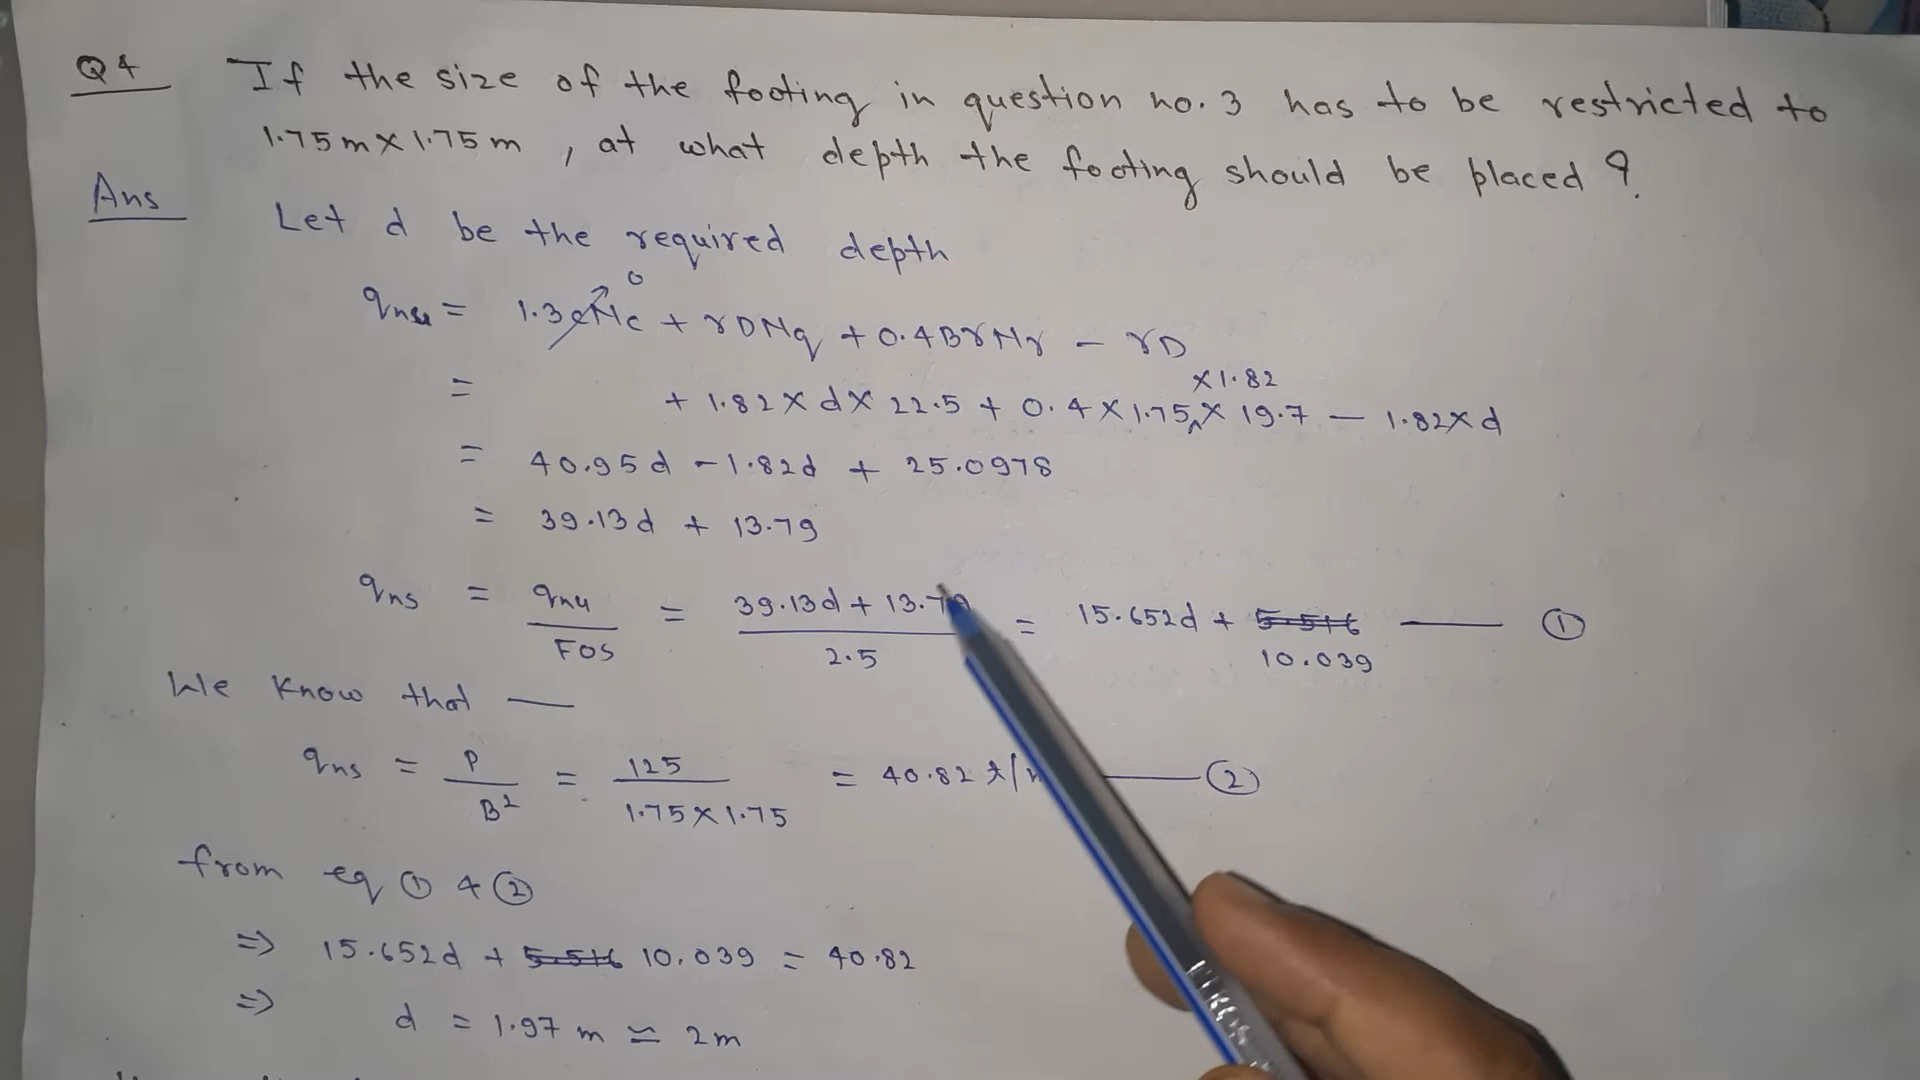 Q4 If the size of the footing in question no. 3 has to be restricted to
1.75m×1.75m, at what depth the footing should be placed ?
Ans
Let d be the required depth
qnu = 1.3cNc + γDNq + 0.4BγNγ - γD
0
= + 1.82×d×22.5 + 0.4×1.75×19.7 - 1.82×d
×1.82
= 40.95d - 1.82d + 25.0978
= 39.13d + 13.79
qns = qnu / FOS = 39.13d + 13.79 / 2.5 = 15.652d + 5.516 10.039 —— ①
We know that —
qns = P / B² = 125 / 1.75×1.75 = 40.82 t/ —— ②
from eq ① & ②
⇒ 15.652d + 5.516 10.039 = 40.82
⇒ d = 1.97 m ≃ 2m